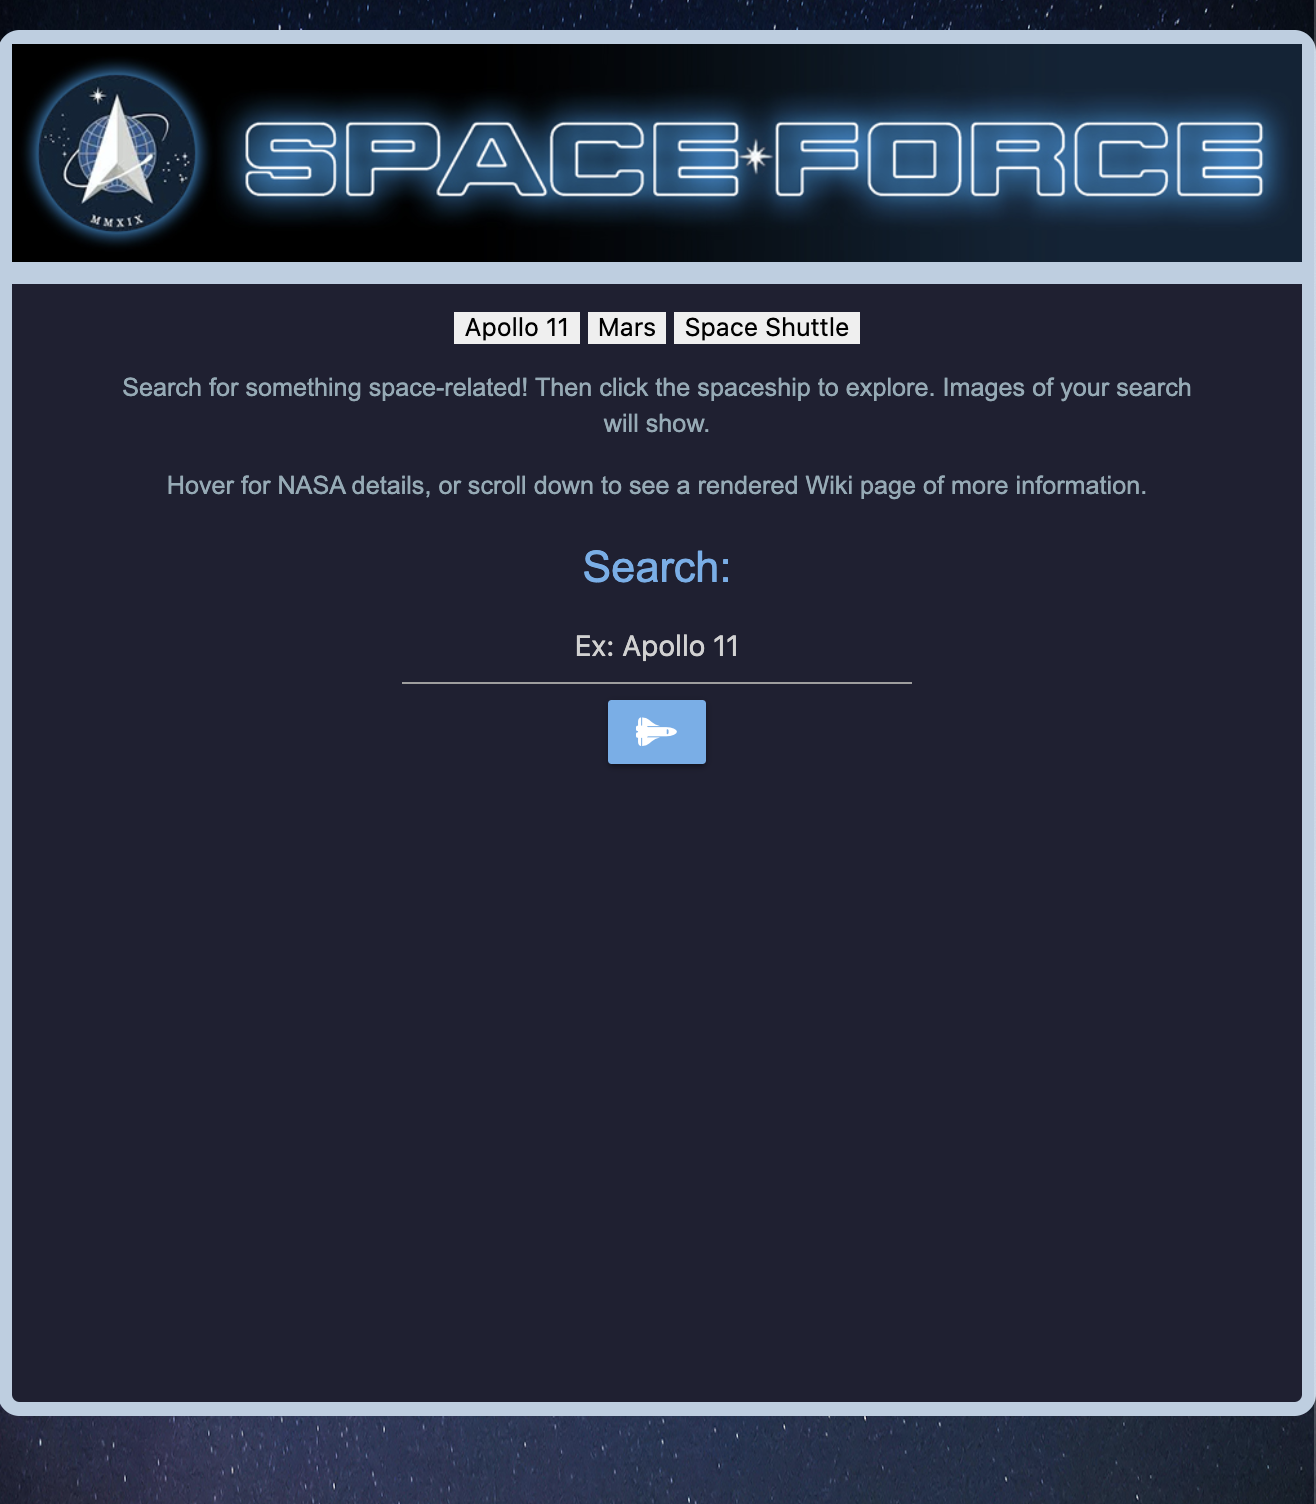 SPACE FORCE
MMXIX
Apollo 11 Mars Space Shuttle
Search for something space-related! Then click the spaceship to explore. Images of your search
will show.
Hover for NASA details, or scroll down to see a rendered Wiki page of more information.
Search:
Ex: Apollo 11